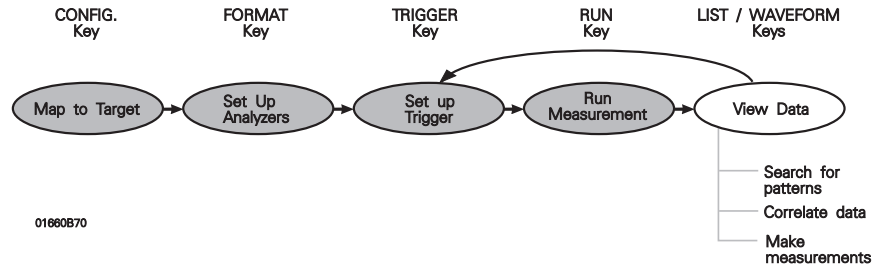 CONFIG.
Key
FORMAT
Key
TRIGGER
Key
RUN
Key
LIST / WAVEFORM
Keys
Map to Target
Set Up
Analyzers
Set up
Trigger
Run
Measurement
View Data
Search for
patterns
Correlate data
Make
measurements
01660B70